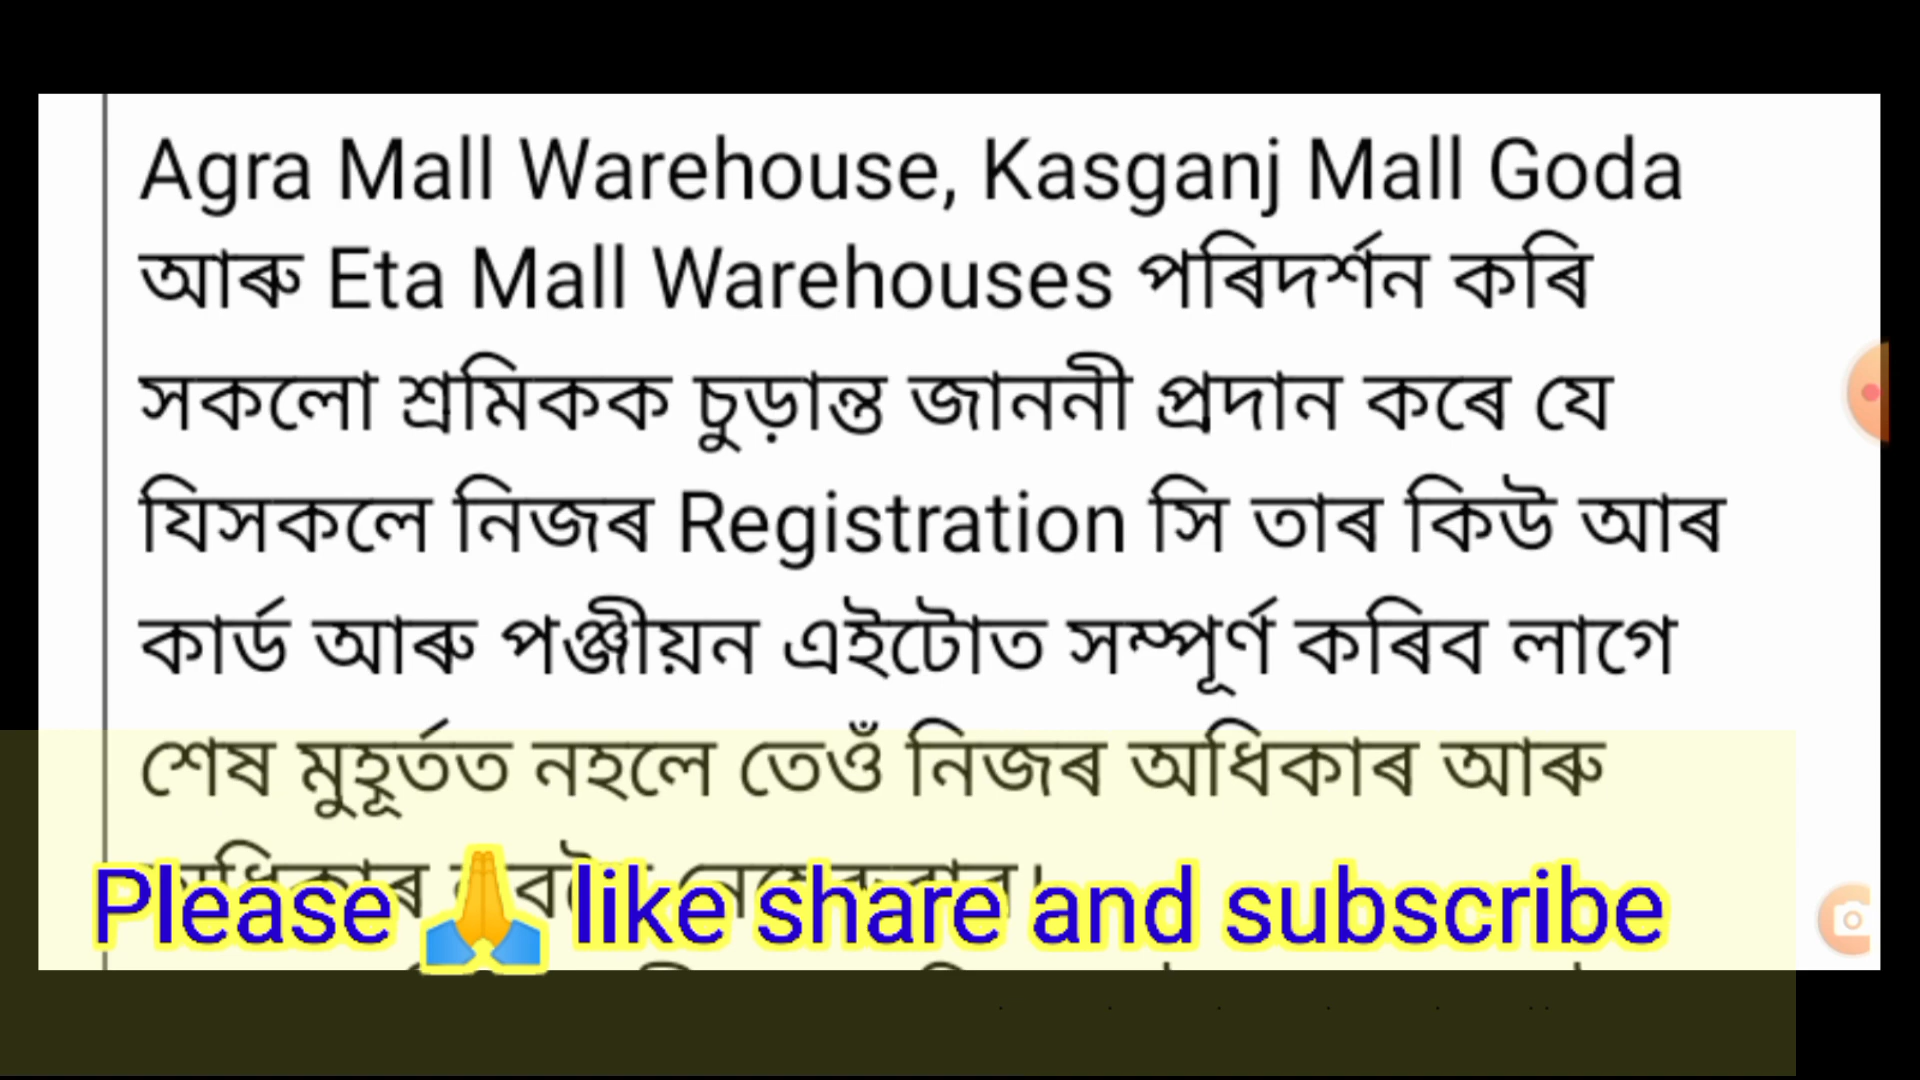 Agra Mall Warehouse, Kasganj Mall Goda
আৰু Eta Mall Warehouses পৰিদৰ্শন কৰি
সকলো শ্ৰমিকক চুড়ান্ত জাননী প্ৰদান কৰে যে
যিসকলে নিজৰ Registration সি তাৰ কিউ আৰ
কাৰ্ড আৰু পঞ্জীয়ন এইটোত সম্পূৰ্ণ কৰিব লাগে
শেষ মুহূৰ্তত নহলে তেওঁ নিজৰ অধিকাৰ আৰু
Please 🙏 like share and subscribe